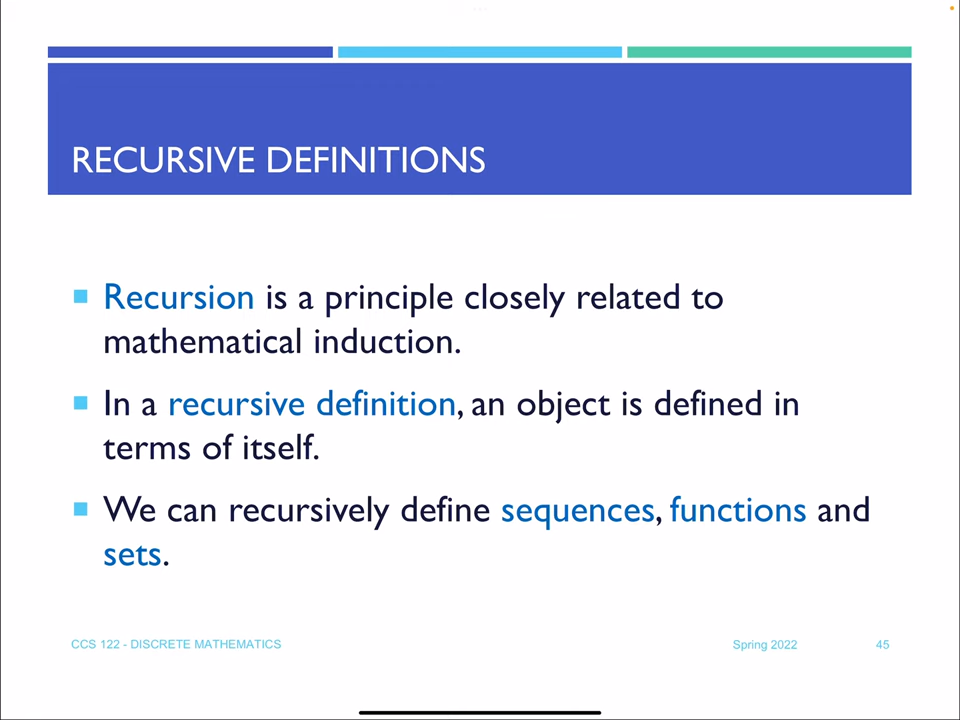 RECURSIVE DEFINITIONS
Recursion is a principle closely related to
mathematical induction.
In a recursive definition, an object is defined in
terms of itself.
We can recursively define sequences, functions and
sets.
CCS 122 - DISCRETE MATHEMATICS
Spring 2022
45